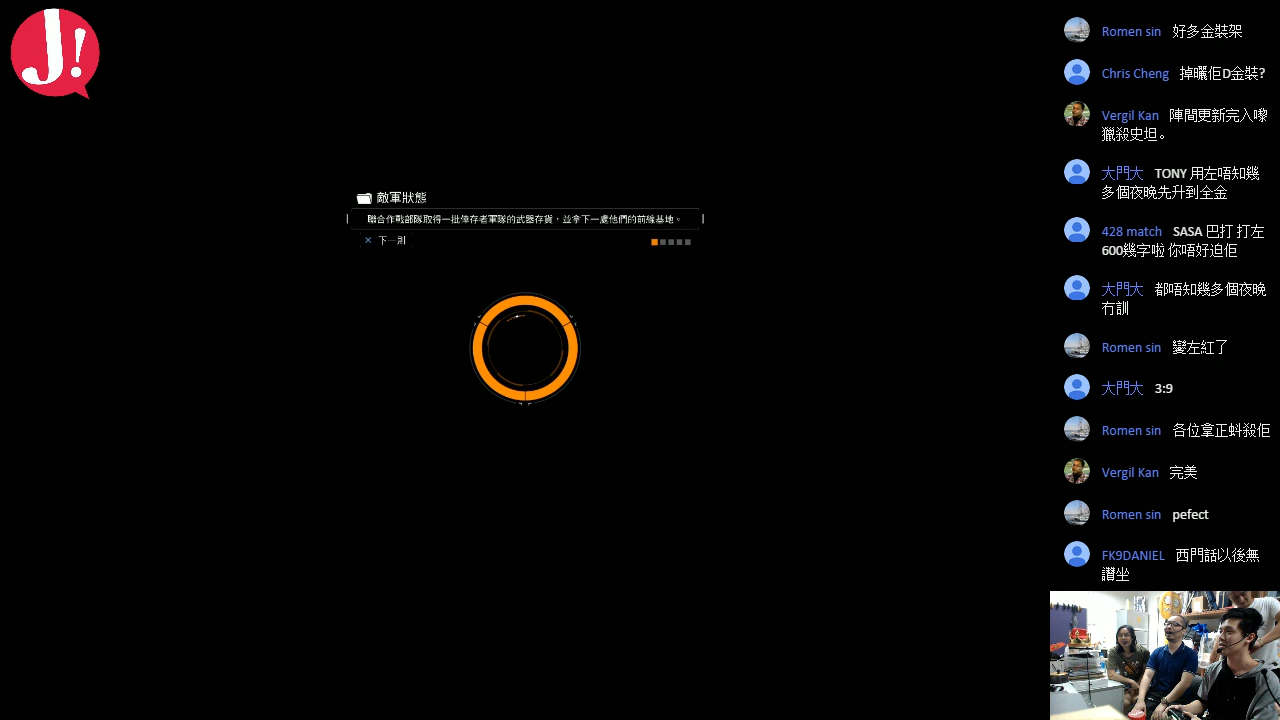 J!
敵軍狀態
聯合作戰部隊取得一批倖存者軍隊的武器存貨，並拿下一處他們的前線基地。
✕ 下一則
Romen sin 好多金裝架
Chris Cheng 掉曬佢D金裝?
Vergil Kan 陣間更新完入嚟
獵殺史坦。
大門大 TONY 用左唔知幾
多個夜晚先升到全金
428 match SASA 巴打 打左
600幾字啦 你唔好迫佢
大門大 都唔知幾多個夜晚
冇訓
Romen sin 變左紅了
大門大 3:9
Romen sin 各位拿正蚪殺佢
Vergil Kan 完美
Romen sin pefect
FK9DANIEL 西門話以後無
讚坐